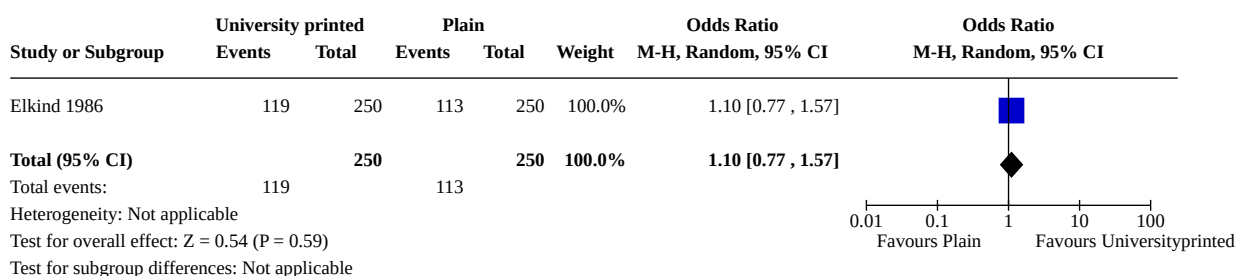 University printed Plain Odds Ratio Odds Ratio
Study or Subgroup Events Total Events Total Weight M-H, Random, 95% CI M-H, Random, 95% CI
Elkind 1986 119 250 113 250 100.0% 1.10 [0.77 , 1.57]
Total (95% CI) 250 250 100.0% 1.10 [0.77 , 1.57]
Total events: 119 113
Heterogeneity: Not applicable
0.01 0.1 1 10 100
Test for overall effect: Z = 0.54 (P = 0.59) Favours Plain Favours Universityprinted
Test for subgroup differences: Not applicable